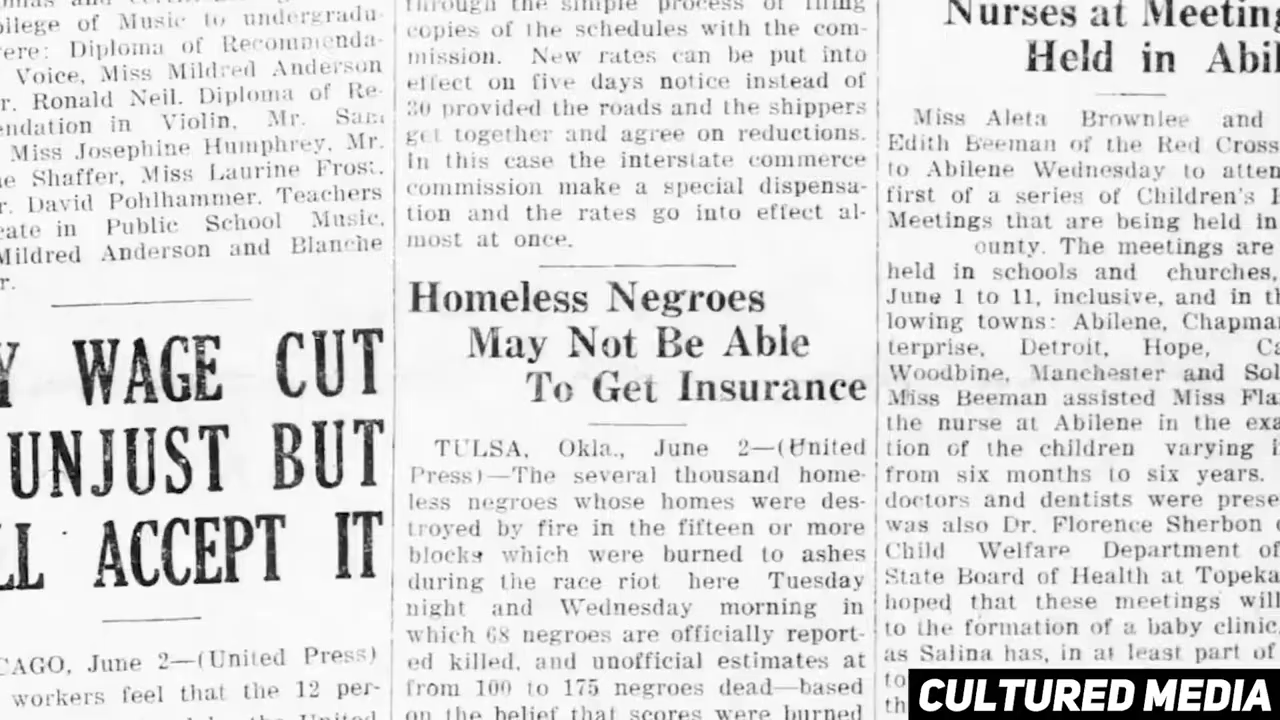 ollege of Music to undergradu-
ere: Diploma of Recommenda-
Voice, Miss Mildred Anderson
r. Ronald Neil. Diploma of Re-
endation in Violin, Mr. Sam
Miss Josephine Humphrey, Mr.
e Shaffer, Miss Laurine Frost,
r. David Pohlhammer. Teachers
cate in Public School Music,
Mildred Anderson and Blanche
r.
Y WAGE CUT
UNJUST BUT
LL ACCEPT IT
CAGO, June 2—(United Press)
workers feel that the 12 per-
through the simple process of filing
copies of the schedules with the com-
mission. New rates can be put into
effect on five days notice instead of
30 provided the roads and the shippers
get together and agree on reductions.
In this case the interstate commerce
commission make a special dispensa-
tion and the rates go into effect al-
most at once.
Homeless Negroes
May Not Be Able
To Get Insurance
TULSA, Okla., June 2—(United
Press)—The several thousand home-
less negroes whose homes were des-
troyed by fire in the fifteen or more
blocks which were burned to ashes
during the race riot here Tuesday
night and Wednesday morning in
which 68 negroes are officially report-
ed killed, and unofficial estimates at
from 100 to 175 negroes dead—based
on the belief that scores were burned
Nurses at Meeting
Held in Abil
Miss Aleta Brownlee and
Edith Beeman of the Red Cross
to Abilene Wednesday to atten
first of a series of Children's
Meetings that are being held in
ounty. The meetings are
held in schools and churches,
June 1 to 11, inclusive, and in th
lowing towns: Abilene, Chapma
terprise, Detroit, Hope, Ca
Woodbine, Manchester and Sol
Miss Beeman assisted Miss Fla
the nurse at Abilene in the exa
tion of the children varying i
from six months to six years.
doctors and dentists were prese
was also Dr. Florence Sherbon
Child Welfare Department of
State Board of Health at Topeka
hoped that these meetings will
to the formation of a baby clinic,
as Salina has, in at least part of
to
th
CULTURED MEDIA